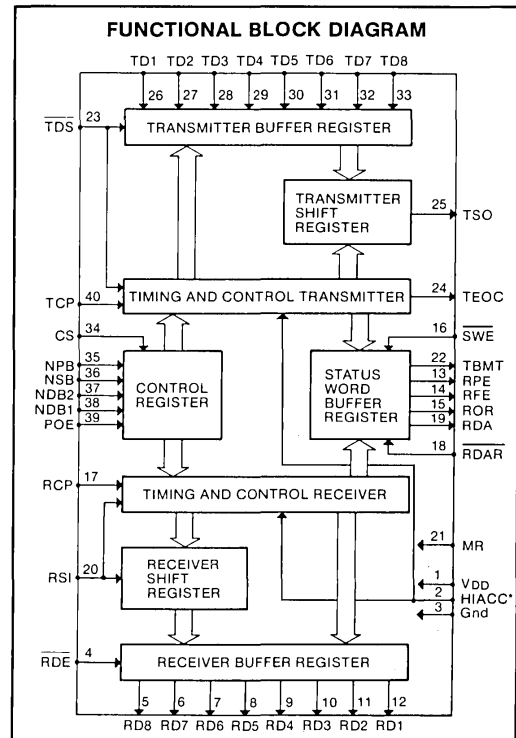 FUNCTIONAL BLOCK DIAGRAM
TD1 TD2 TD3 TD4 TD5 TD6 TD7 TD8
26 27 28 29 30 31 32 33
TDS 23
TRANSMITTER BUFFER REGISTER
TRANSMITTER
SHIFT
REGISTER
25 TSO
TIMING AND CONTROL TRANSMITTER
24 TEOC
TCP 40
CS 34
16 SWE
NPB 35
NSB 36
NDB2 37
NDB1 38
POE 39
CONTROL
REGISTER
STATUS
WORD
BUFFER
REGISTER
22 TBMT
13 RPE
14 RFE
15 ROR
19 RDA
18 RDAR
RCP 17
TIMING AND CONTROL RECEIVER
21 MR
RSI 20
RECEIVER
SHIFT
REGISTER
1 VDD
2 HIACC*
3 Gnd
RDE 4
RECEIVER BUFFER REGISTER
5 6 7 8 9 10 11 12
RD8 RD7 RD6 RD5 RD4 RD3 RD2 RD1